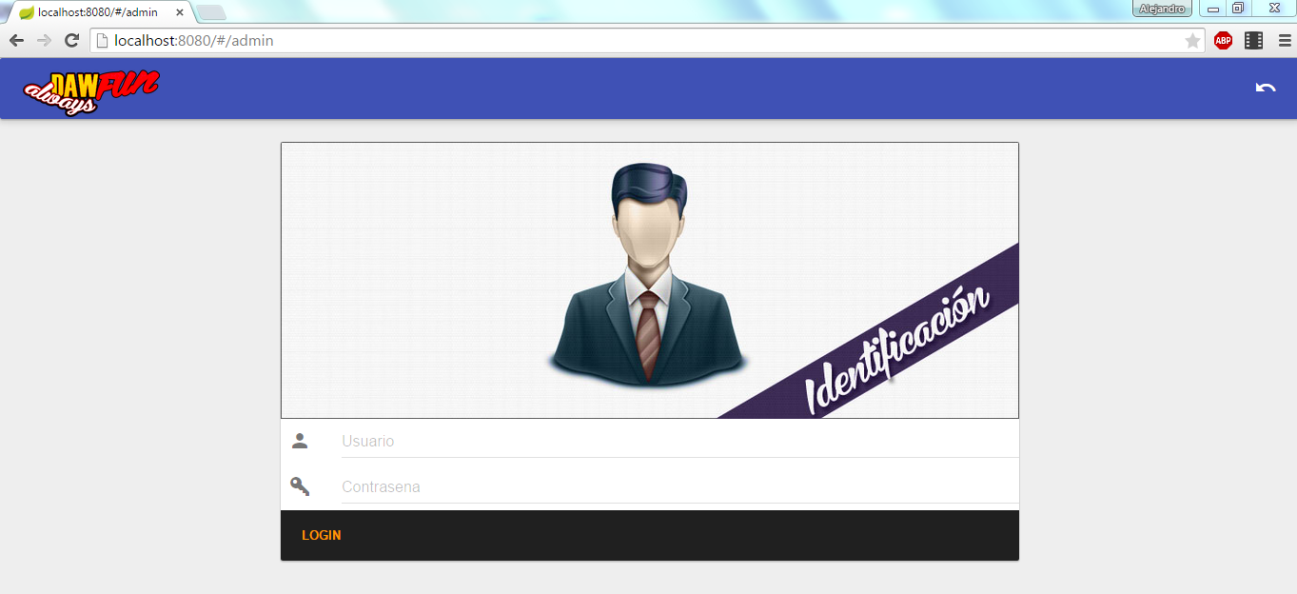 localhost:8080/#/admin
Alejandro
localhost:8080/#/admin
ABP
always DAW FUN
Identificación
Usuario
Contrasena
LOGIN